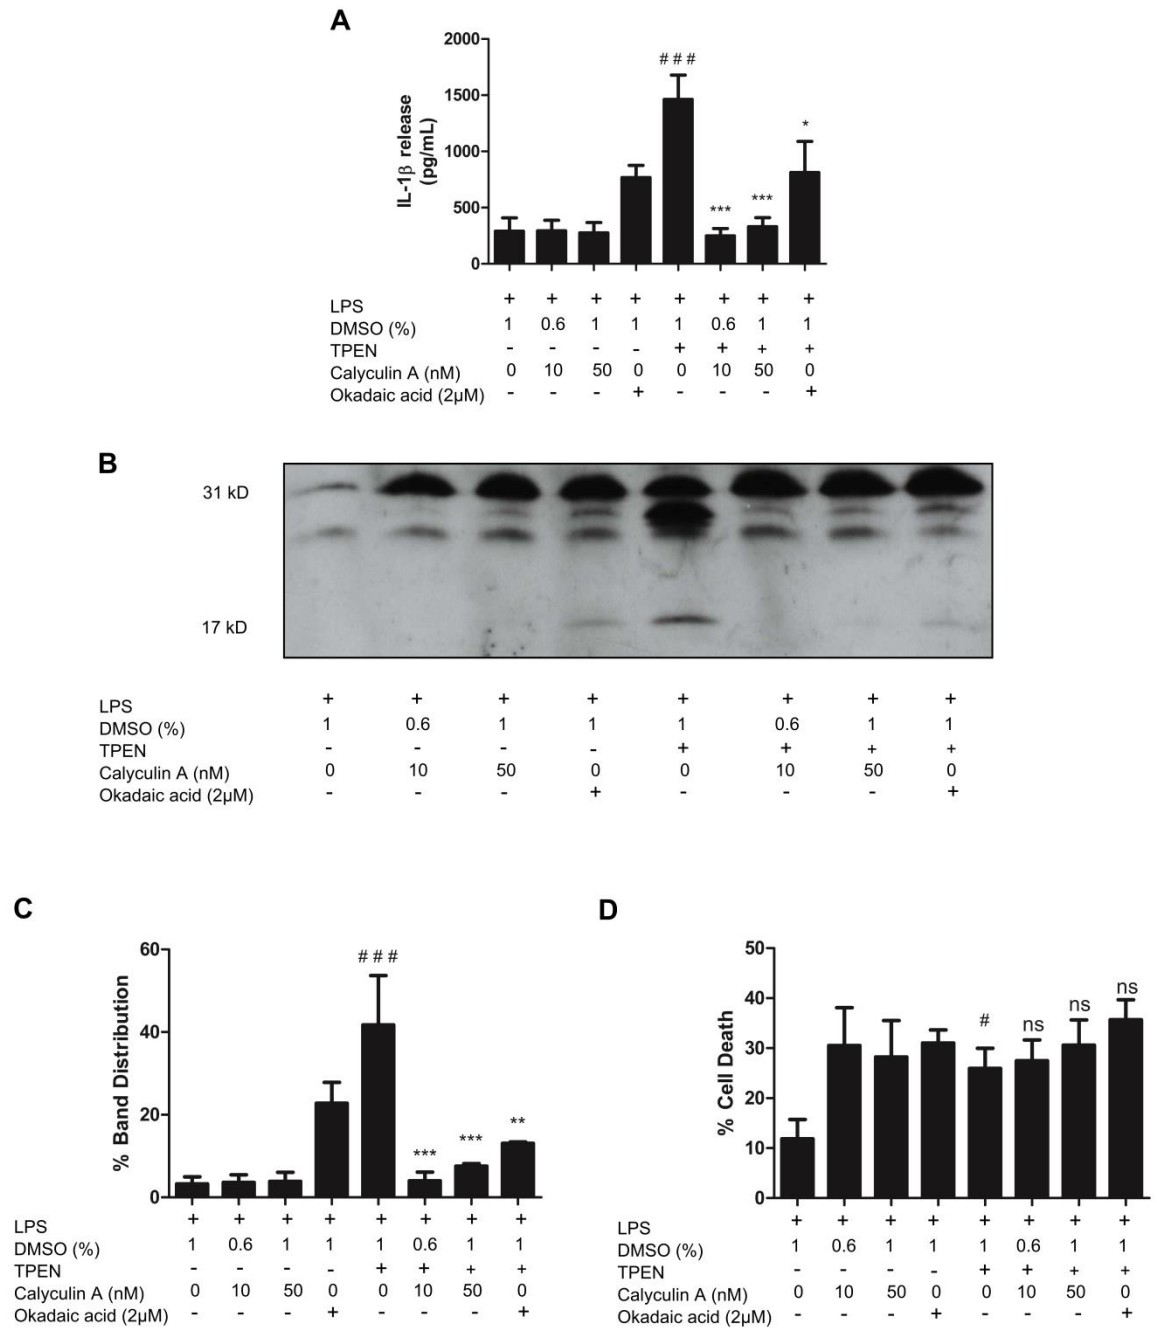 A
2000
# # #
1500
IL-1β release
(pg/mL)
*
1000
*** ***
500
0
LPS + + + + + + + +
DMSO (%) 1 0.6 1 1 1 0.6 1 1
TPEN - - - - + + + +
Calyculin A (nM) 0 10 50 0 0 10 50 0
Okadaic acid (2µM) - - - + - - - +
B
31 kD
17 kD
LPS + + + + + + + +
DMSO (%) 1 0.6 1 1 1 0.6 1 1
TPEN - - - - + + + +
Calyculin A (nM) 0 10 50 0 0 10 50 0
Okadaic acid (2µM) - - - + - - - +
C
60
# # #
% Band Distribution
40
20
*** *** **
0
LPS + + + + + + + +
DMSO (%) 1 0.6 1 1 1 0.6 1 1
TPEN - - - - + + + +
Calyculin A (nM) 0 10 50 0 0 10 50 0
Okadaic acid (2µM) - - - + - - - +
D
50
40
% Cell Death
# ns ns ns
30
20
10
0
LPS + + + + + + + +
DMSO (%) 1 0.6 1 1 1 0.6 1 1
TPEN - - - - + + + +
Calyculin A (nM) 0 10 50 0 0 10 50 0
Okadaic acid (2µM) - - - + - - - +